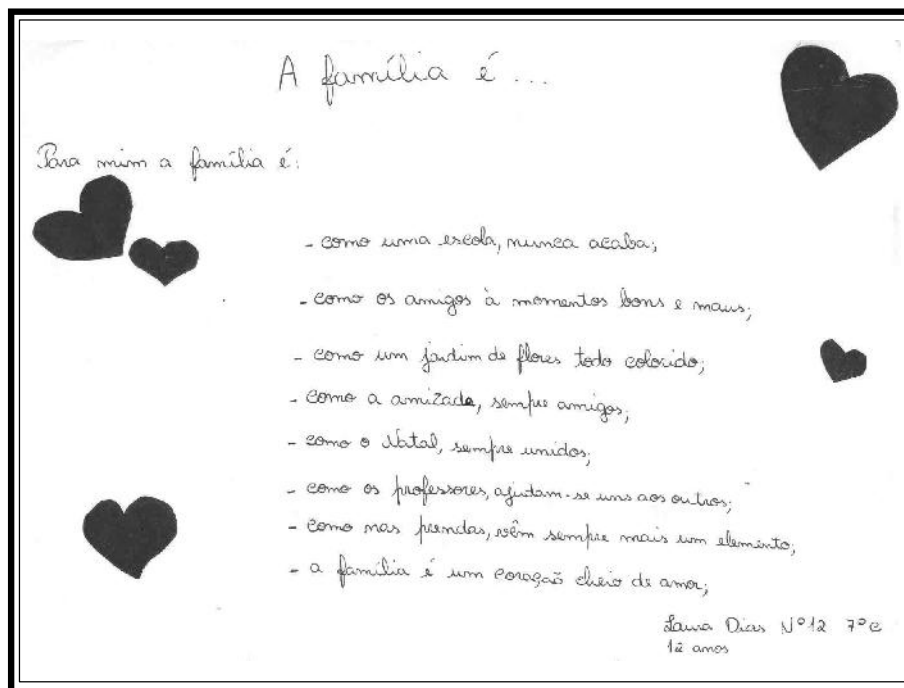 A família é...
Para mim a família é:
- como uma escola, nunca acaba;
- como os amigos à momentos bons e maus;
- como um jardim de flores todo colorido;
- como a amizade, sempre amigos;
- como o Natal, sempre unidos;
- como os professores, ajudam-se uns aos outros;
- como nas prendas, vêm sempre mais um elemento;
- a família é um coração cheio de amor;
Laura Dias Nº12 7ºC
12 anos